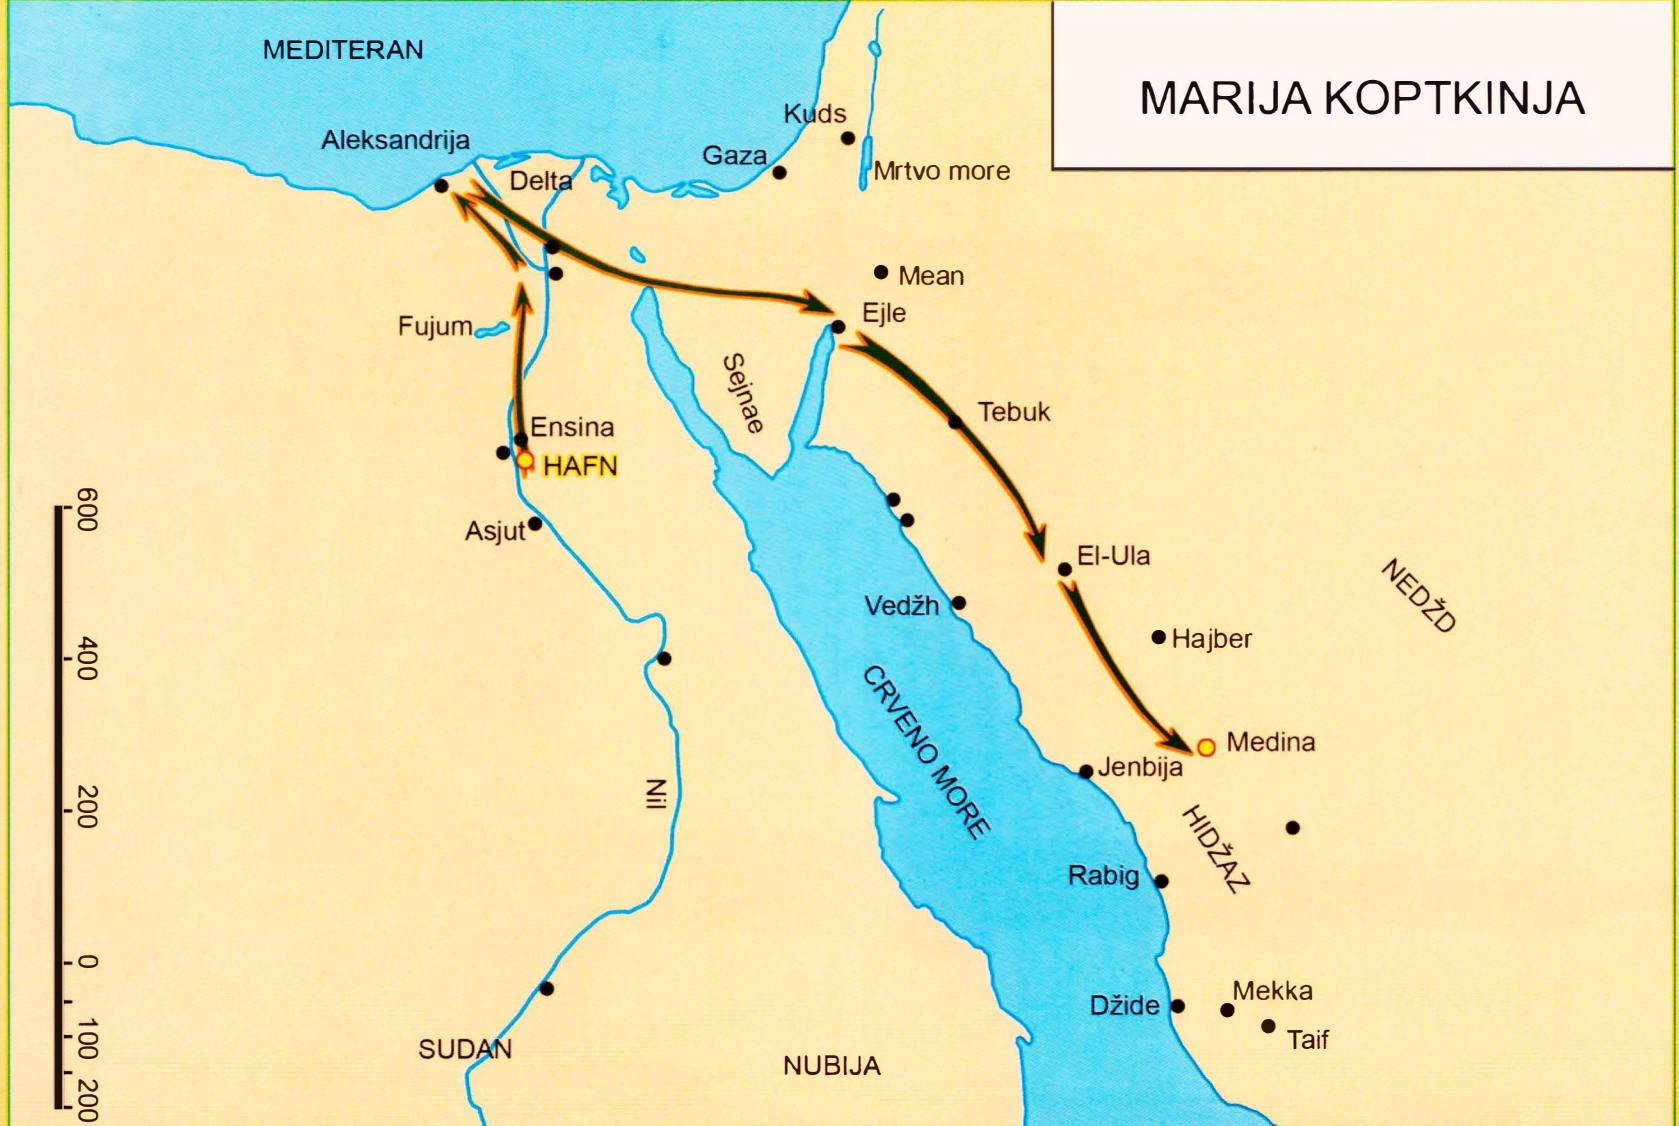 MARIJA KOPTKINJA
MEDITERAN
Kuds
Aleksandrija
Gaza
Mrtvo more
Delta
Mean
Ejle
Fujum
Sejnae
Tebuk
Ensina
HAFN
Asjut
El-Ula
NEDŽD
Vedžh
Hajber
CRVENO MORE
Medina
Jenbija
Nil
HIDŽAZ
Rabig
Mekka
Džide
Taif
SUDAN
NUBIJA
600
400
200
0
100
200